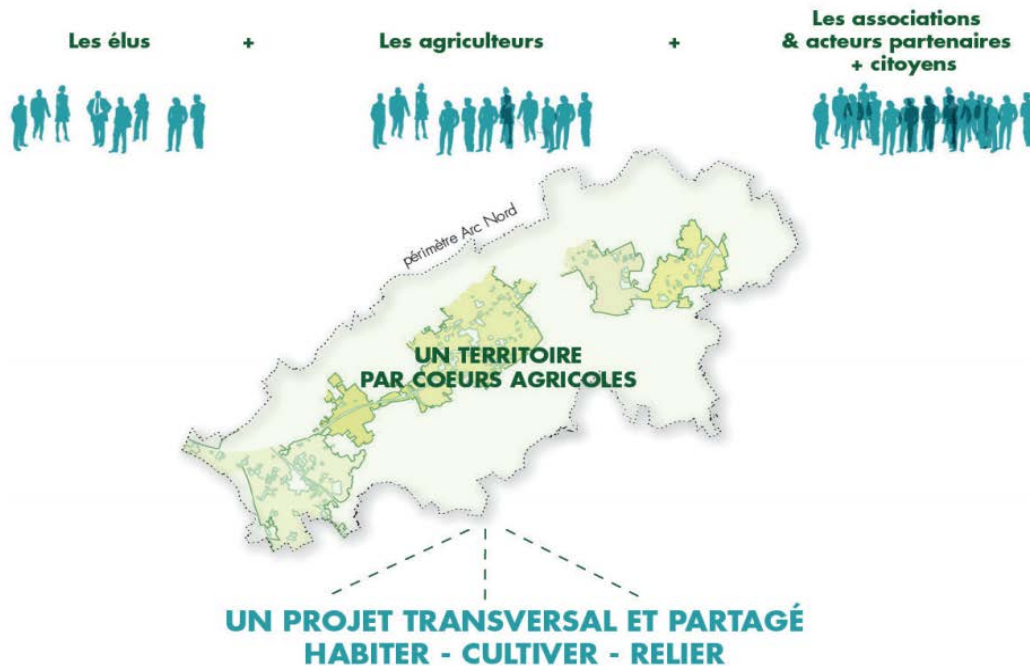 Les élus
+
Les agriculteurs
+
Les associations
& acteurs partenaires
+ citoyens
périmètre Arc Nord
UN TERRITOIRE
PAR COEURS AGRICOLES
UN PROJET TRANSVERSAL ET PARTAGÉ
HABITER - CULTIVER - RELIER